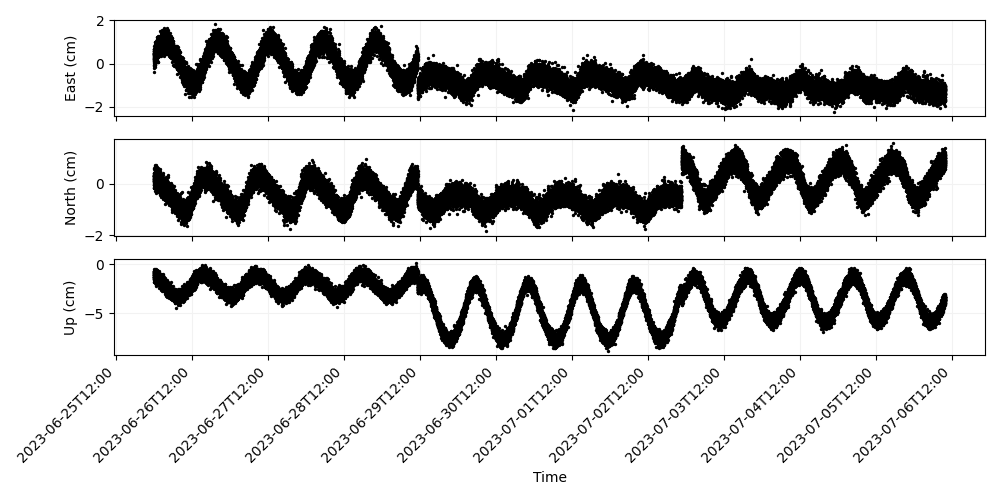 East (cm)
2
0
−2
North (cm)
0
−2
Up (cm)
0
−5
2023-06-25T12:00
2023-06-26T12:00
2023-06-27T12:00
2023-06-28T12:00
2023-06-29T12:00
2023-06-30T12:00
2023-07-01T12:00
2023-07-02T12:00
2023-07-03T12:00
2023-07-04T12:00
2023-07-05T12:00
2023-07-06T12:00
Time